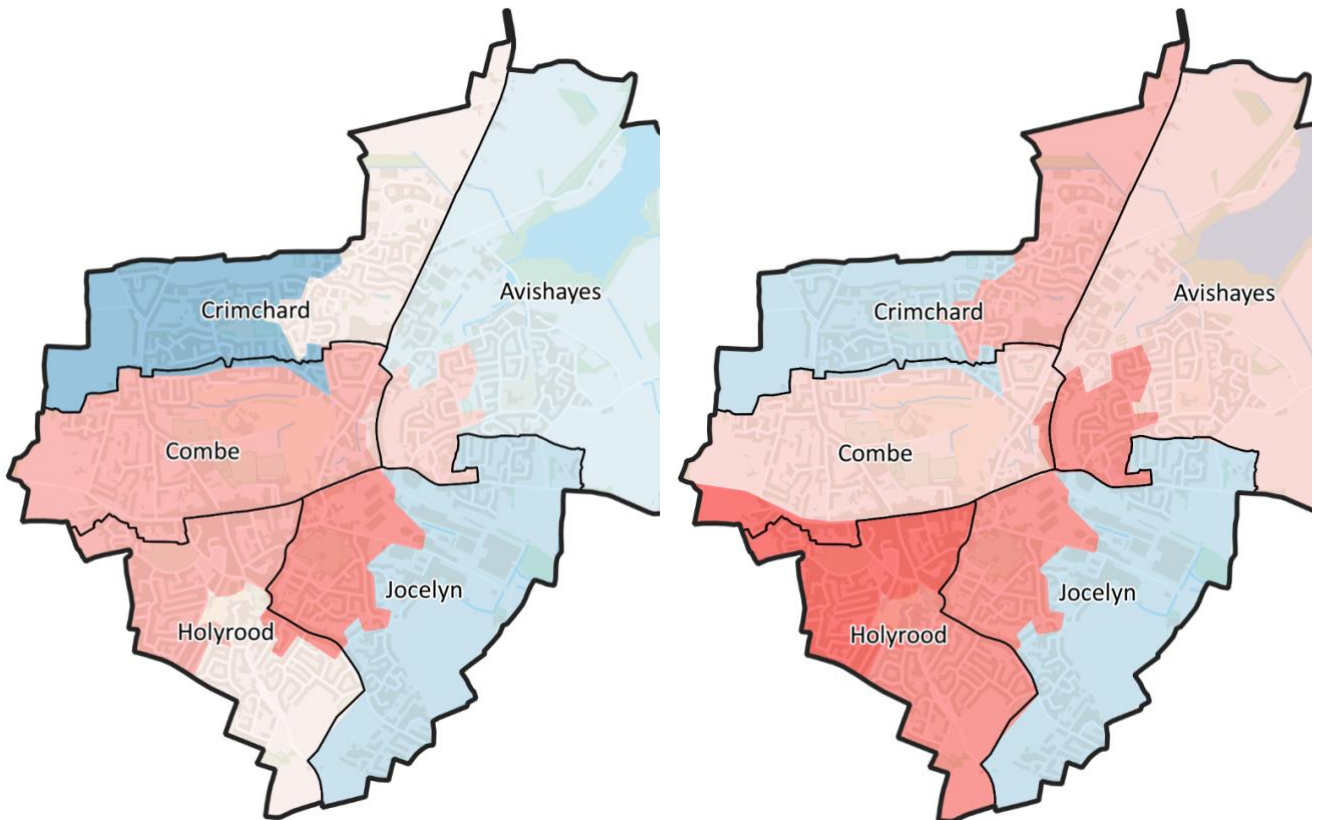 Crimchard
Avishayes
Combe
Jocelyn
Holyrood
Crimchard
Avishayes
Combe
Jocelyn
Holyrood